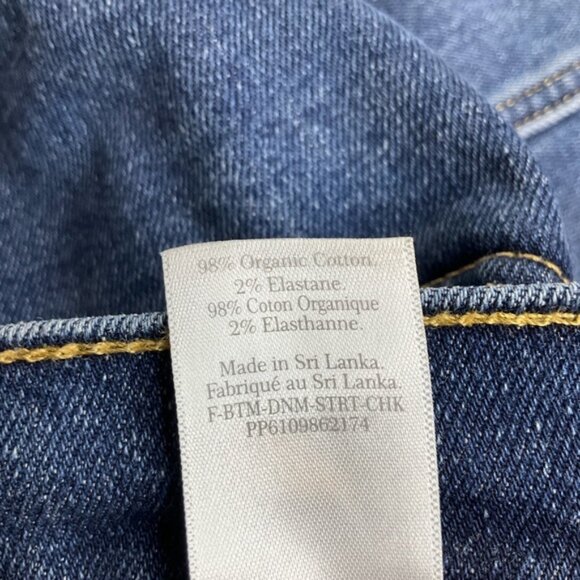 98% Organic Cotton.
2% Elastane.
98% Coton Organique
2% Elasthanne.
Made in Sri Lanka.
Fabriqué au Sri Lanka.
F-BTM-DNM-STRT-CHK
PP6109862174